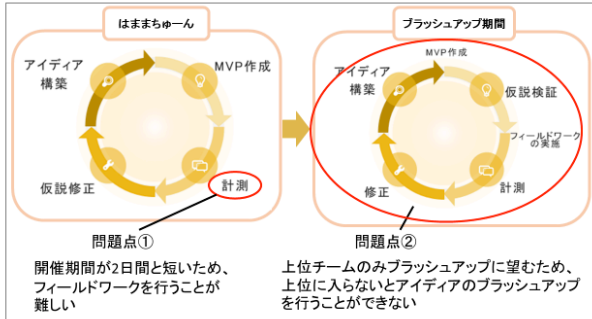 はままちゅーん
アイディア
構築
MVP作成
仮説修正
計測
ブラッシュアップ期間
MVP作成
アイディア
構築
仮説検証
フィールドワーク
の実施
修正
計測
問題点①
開催期間が2日間と短いため、
フィールドワークを行うことが
難しい
問題点②
上位チームのみブラッシュアップに望むため、
上位に入らないとアイディアのブラッシュアップ
を行うことができない